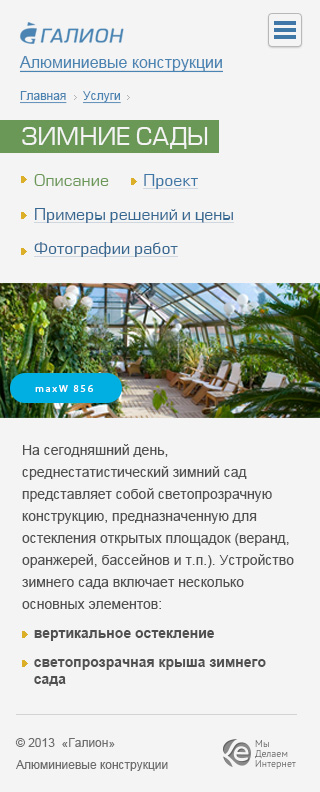 ГАЛИОН
Алюминиевые конструкции
Главная Услуги
ЗИМНИЕ САДЫ
Описание Проект
Примеры решений и цены
Фотографии работ
maxW 856
На сегодняшний день,
среднестатистический зимний сад
представляет собой светопрозрачную
конструкцию, предназначенную для
остекления открытых площадок (веранд,
оранжерей, бассейнов и т.п.). Устройство
зимнего сада включает несколько
основных элементов:
вертикальное остекление
светопрозрачная крыша зимнего
сада
© 2013 «Галион»
Алюминиевые конструкции
Мы
Делаем
Интернет